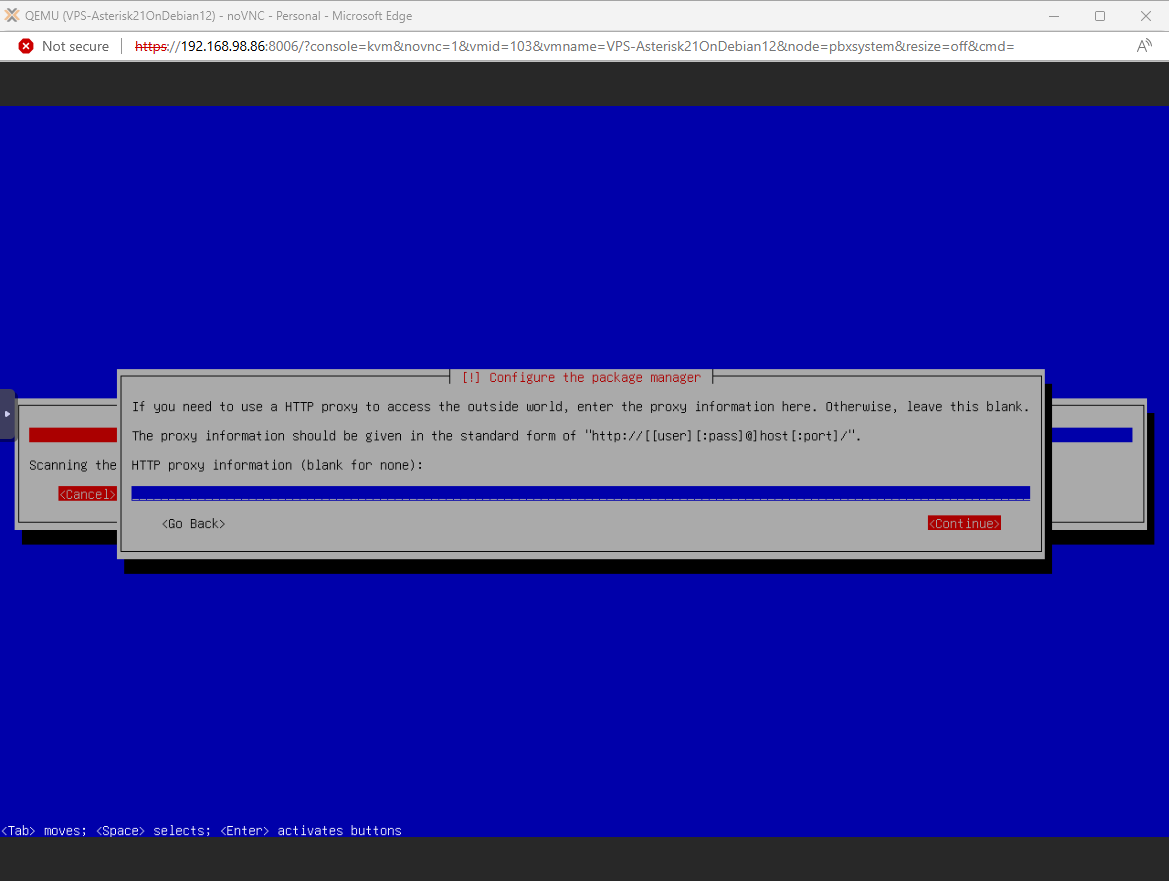 QEMU (VPS-Asterisk21OnDebian12) - noVNC - Personal - Microsoft Edge
Not secure https://192.168.98.86:8006/?console=kvm&novnc=1&vmid=103&vmname=VPS-Asterisk21OnDebian12&node=pbxsystem&resize=off&cmd=
[!] Configure the package manager
If you need to use a HTTP proxy to access the outside world, enter the proxy information here. Otherwise, leave this blank.
The proxy information should be given in the standard form of "http://[[user][:pass]@]host[:port]/".
Scanning the
HTTP proxy information (blank for none):
<Cancel>
<Go Back> <Continue>
<Tab> moves; <Space> selects; <Enter> activates buttons